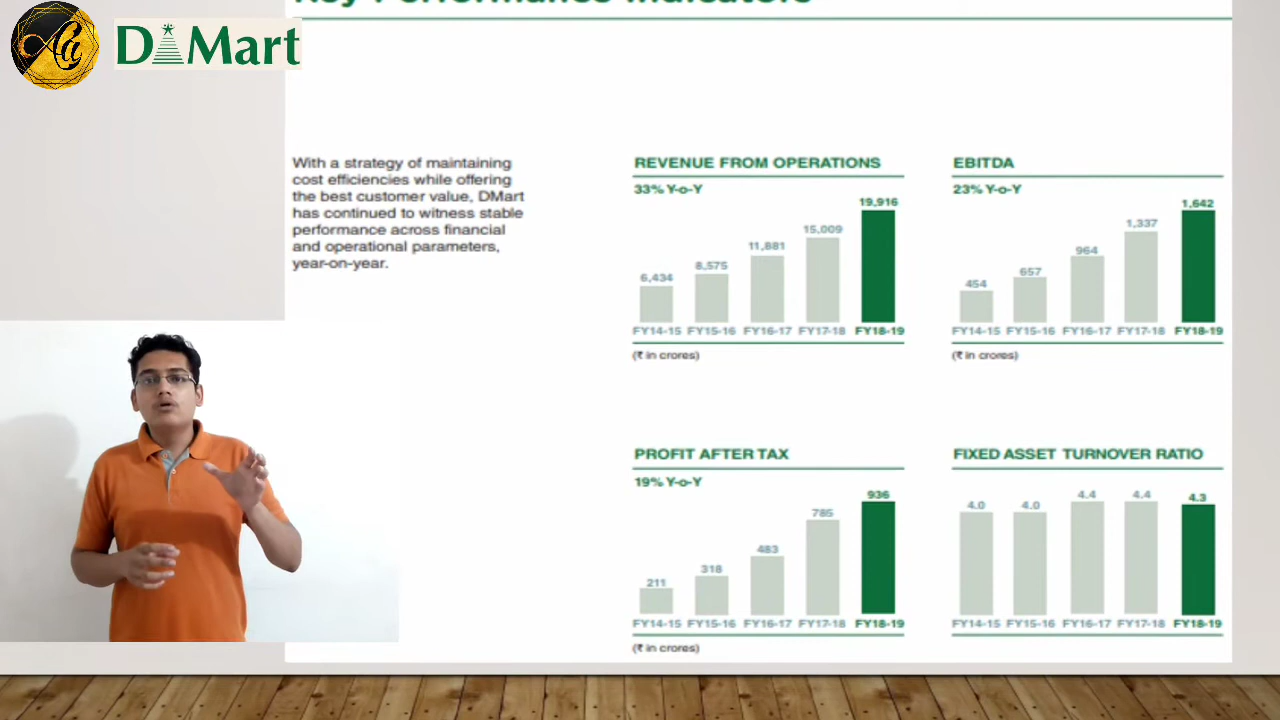 Key Performance Indicators
DMart
With a strategy of maintaining
cost efficiencies while offering
the best customer value, DMart
has continued to witness stable
performance across financial
and operational parameters,
year-on-year.
REVENUE FROM OPERATIONS
33% Y-o-Y
6,434
8,575
11,881
15,009
19,916
FY14-15 FY15-16 FY16-17 FY17-18 FY18-19
(₹ in crores)
EBITDA
23% Y-o-Y
454
657
964
1,337
1,642
FY14-15 FY15-16 FY16-17 FY17-18 FY18-19
(₹ in crores)
PROFIT AFTER TAX
19% Y-o-Y
211
318
483
785
936
FY14-15 FY15-16 FY16-17 FY17-18 FY18-19
(₹ in crores)
FIXED ASSET TURNOVER RATIO
4.0
4.0
4.4
4.4
4.3
FY14-15 FY15-16 FY16-17 FY17-18 FY18-19